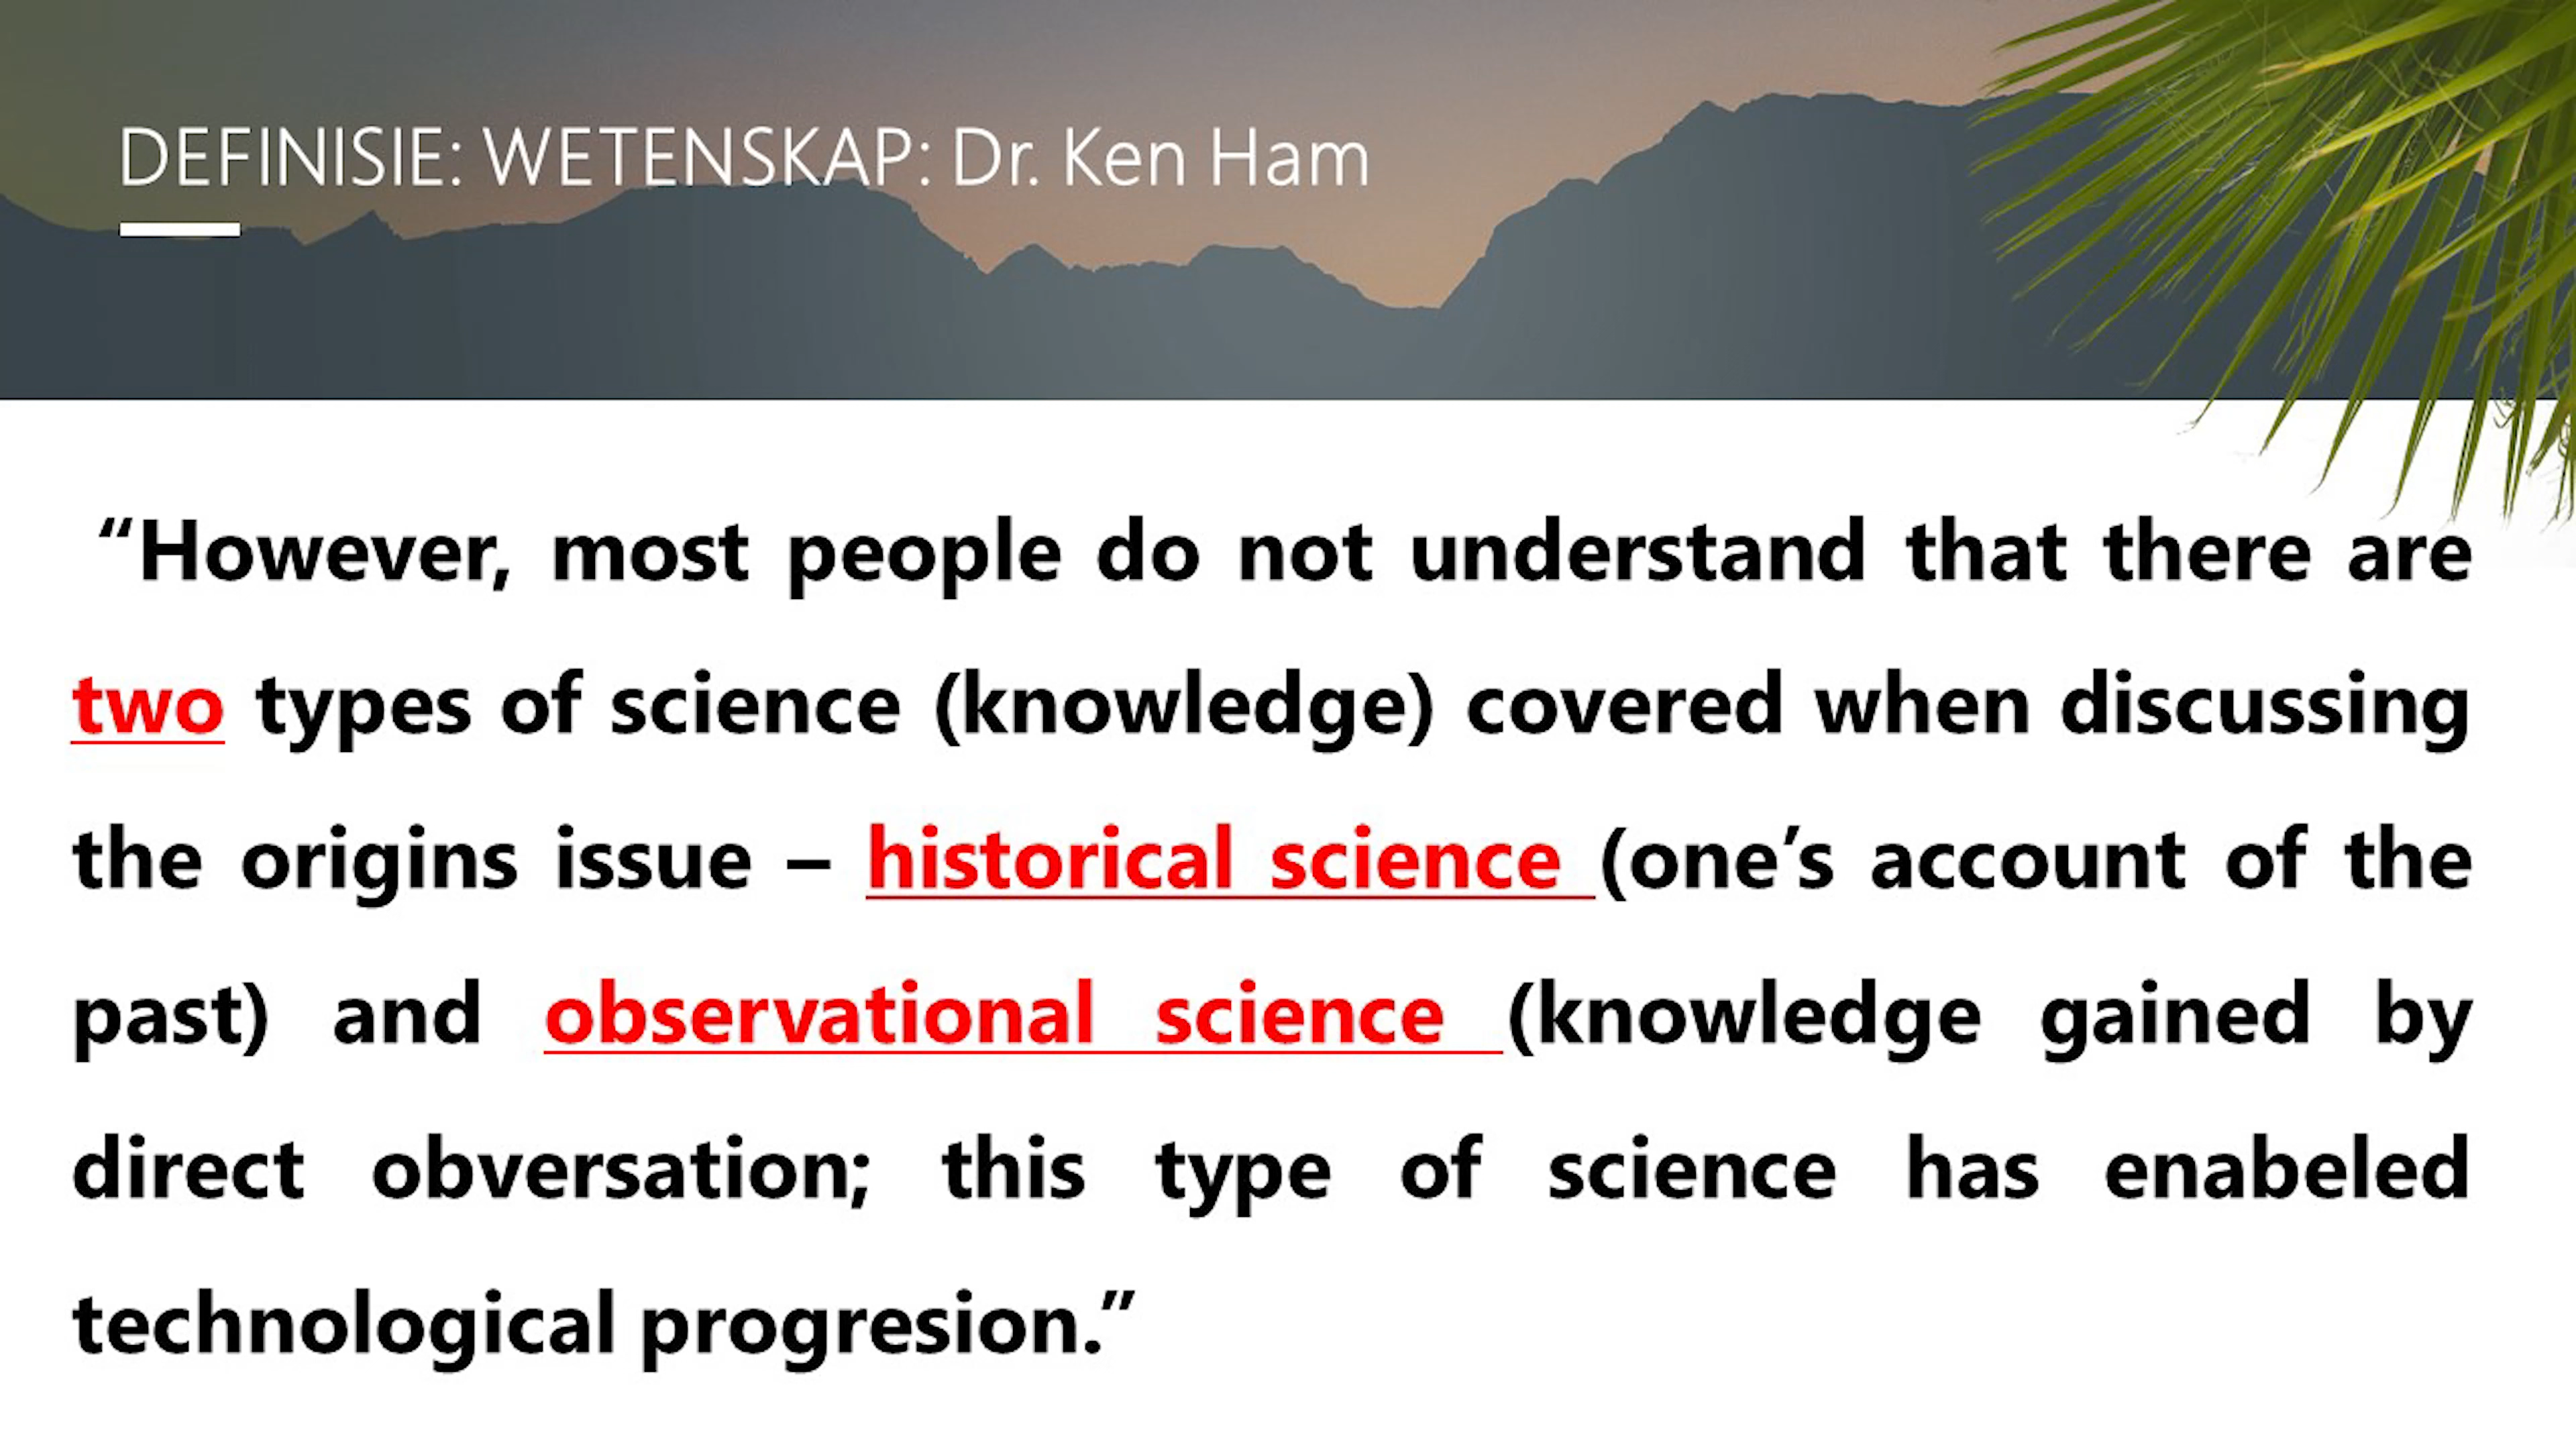 DEFINISIE: WETENSKAP: Dr. Ken Ham
“However, most people do not understand that there are
two types of science (knowledge) covered when discussing
the origins issue – historical science (one’s account of the
past) and observational science (knowledge gained by
direct obversation; this type of science has enabeled
technological progresion.”